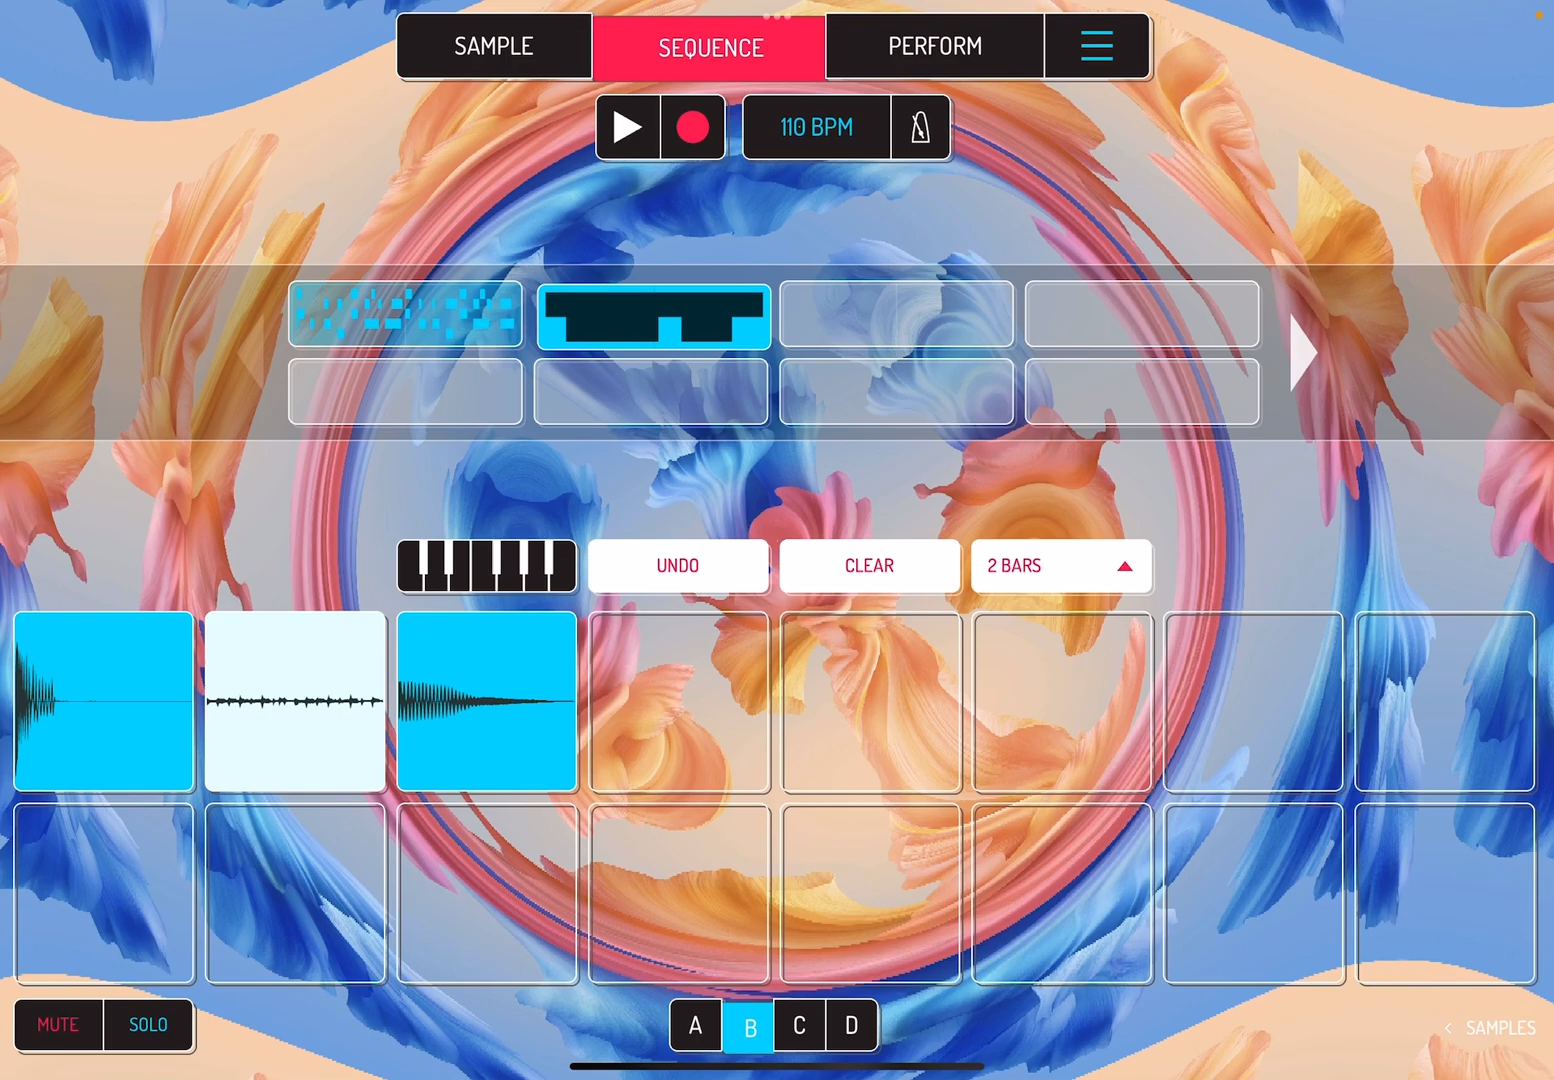 SAMPLE SEQUENCE PERFORM
110 BPM
UNDO CLEAR 2 BARS
MUTE SOLO A B C D < SAMPLES